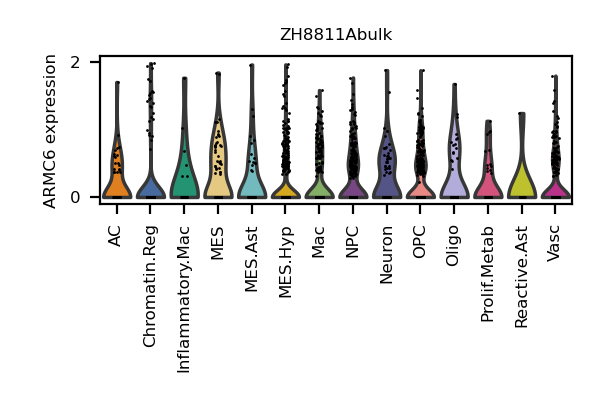 ZH8811Abulk
ARMC6 expression
2
0
AC
Chromatin.Reg
Inflammatory.Mac
MES
MES.Ast
MES.Hyp
Mac
NPC
Neuron
OPC
Oligo
Prolif.Metab
Reactive.Ast
Vasc